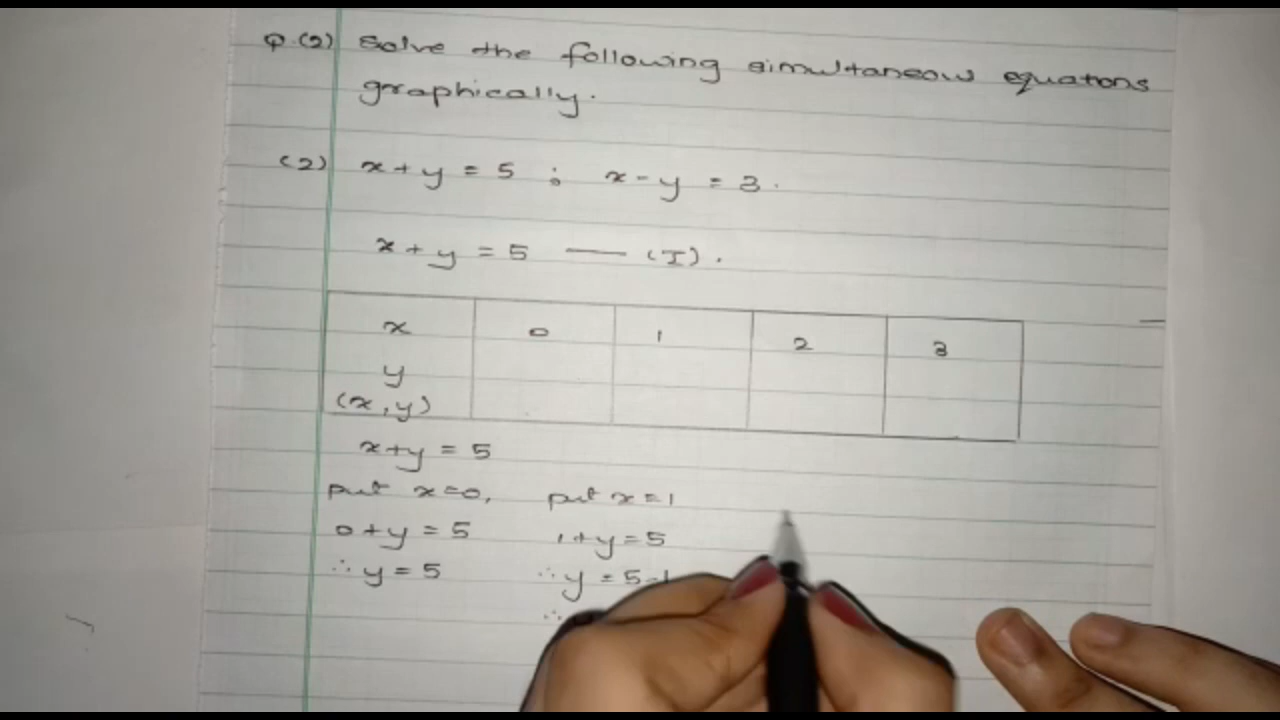 Q.(2) Solve the following simultaneous equations
graphically.
(2) x + y = 5 ; x - y = 3.
x + y = 5 — (I).
x 0 1 2 3
y
(x, y)
x+y = 5
put x=0, put x=1
0+y = 5 1+y=5
∴ y = 5 ∴ y = 5-1
∴